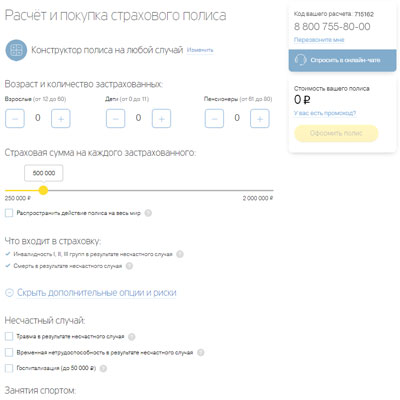 Расчет и покупка страхового полиса
Конструктор полиса на любой случай Изменить
Возраст и количество застрахованных:
Взрослые (от 12 до 60) Дети (от 0 до 11) Пенсионеры (от 61 до 80)
— 0 + — 0 + — 0 +
Страховая сумма на каждого застрахованного:
500 000
250 000 ₽ 2 000 000 ₽
Распространить действие полиса на весь мир ?
Что входит в страховку:
Инвалидность I, II, III групп в результате несчастного случая ?
Смерть в результате несчастного случая ?
Скрыть дополнительные опции и риски
Несчастный случай:
Травма в результате несчастного случая ?
Временная нетрудоспособность в результате несчастного случая ?
Госпитализация (до 50 000 ₽) ?
Занятия спортом:
Код вашего расчета: 715162
8 800 755-80-00
Перезвоните мне
Спросить в онлайн-чате
Стоимость вашего полиса
0 ₽
У вас есть промокод?
Оформить полис